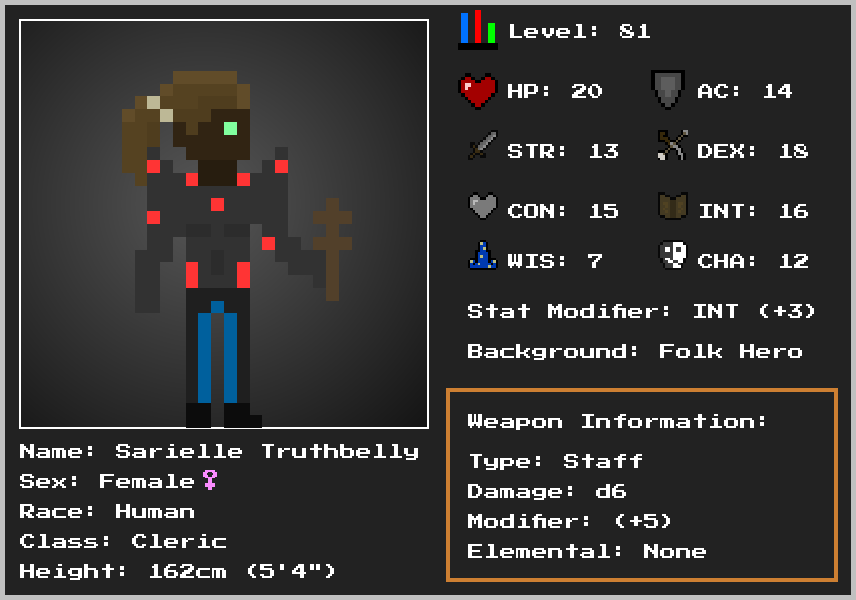 Level: 81
HP: 20
AC: 14
STR: 13
DEX: 18
CON: 15
INT: 16
WIS: 7
CHA: 12
Stat Modifier: INT (+3)
Background: Folk Hero
Weapon Information:
Type: Staff
Damage: d6
Modifier: (+5)
Elemental: None
Name: Sarielle Truthbelly
Sex: Female♀
Race: Human
Class: Cleric
Height: 162cm (5'4")